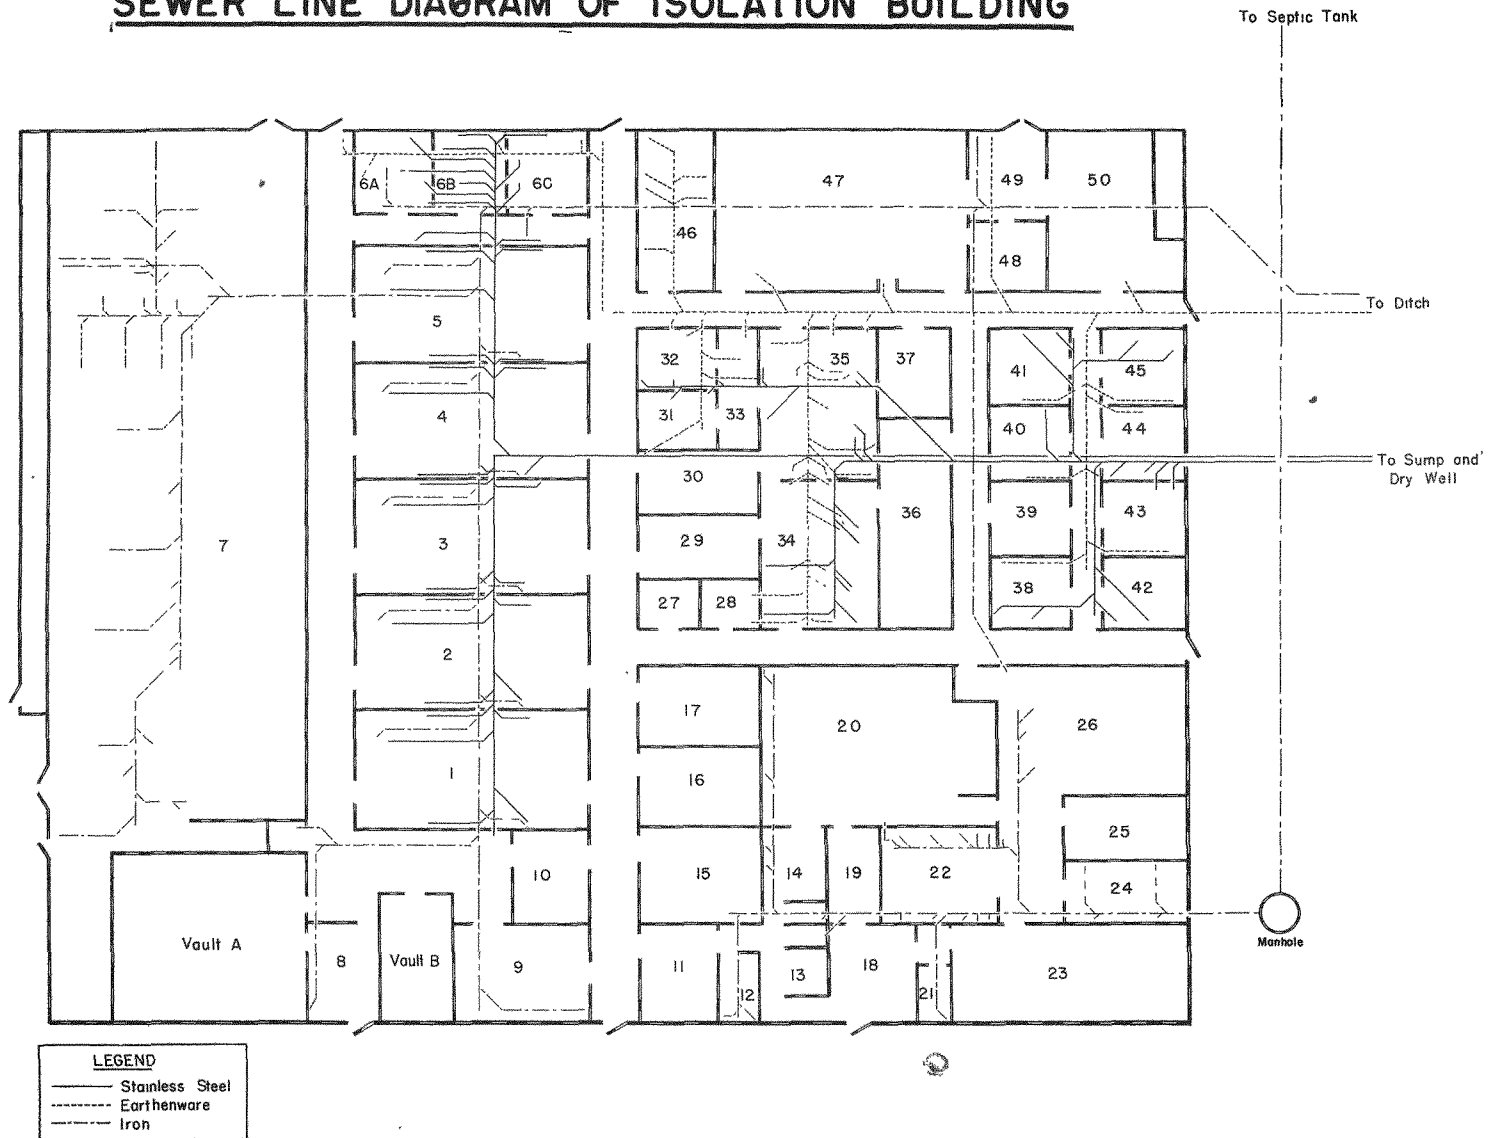 SEWER LINE DIAGRAM OF ISOLATION BUILDING
To Septic Tank
6A 6B 6C 47 49 50
46
48
To Ditch
5
32 35 37 41 45
4 31 33 40 44
To Sump and
Dry Well
30
7 3 29 34 36 39 43
27 28 38 42
2
17 20 26
1 16
25
10 15 14 19 22 24
Manhole
Vault A 8 Vault B 9 11 12 13 18 21 23
LEGEND
Stainless Steel
Earthenware
Iron